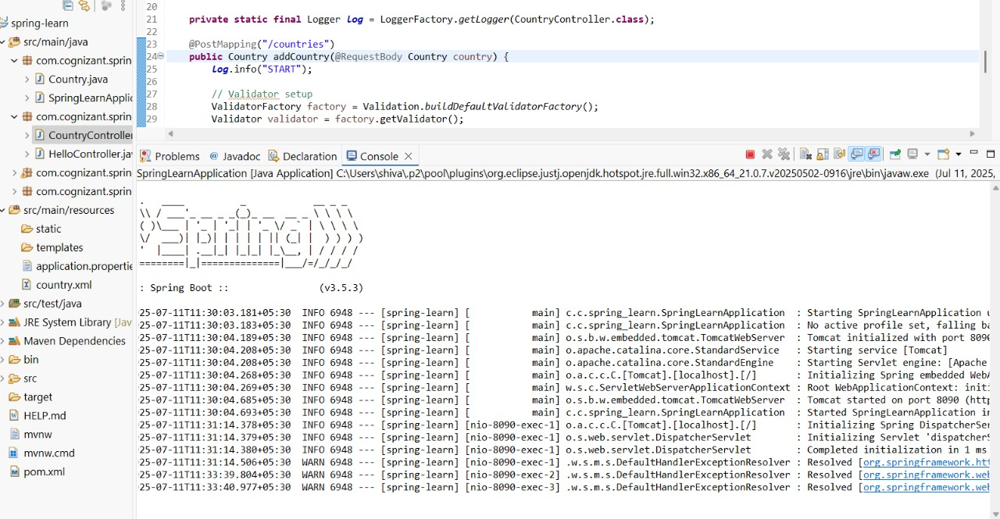 spring-learn
src/main/java
com.cognizant.sprin
Country.java
SpringLearnApplic
com.cognizant.sprin
CountryController
HelloController.jav
com.cognizant.sprin
com.cognizant.sprin
src/main/resources
static
templates
application.propertie
country.xml
src/test/java
JRE System Library [Jav
Maven Dependencies
bin
src
target
HELP.md
mvnw
mvnw.cmd
pom.xml
20
21 private static final Logger log = LoggerFactory.getLogger(CountryController.class);
22
23 @PostMapping("/countries")
24 public Country addCountry(@RequestBody Country country) {
25 log.info("START");
26
27 // Validator setup
28 ValidatorFactory factory = Validation.buildDefaultValidatorFactory();
29 Validator validator = factory.getValidator();
Problems @ Javadoc Declaration Console
SpringLearnApplication [Java Application] C:\Users\shiva\.p2\pool\plugins\org.eclipse.justj.openjdk.hotspot.jre.full.win32.x86_64_21.0.7.v20250502-0916\jre\bin\javaw.exe (Jul 11, 2025,
Spring
: Spring Boot :: (v3.5.3)
25-07-11T11:30:03.181+05:30 INFO 6948 --- [spring-learn] [ main] c.c.spring_learn.SpringLearnApplication : Starting SpringLearnApplication u
25-07-11T11:30:03.183+05:30 INFO 6948 --- [spring-learn] [ main] c.c.spring_learn.SpringLearnApplication : No active profile set, falling ba
25-07-11T11:30:04.189+05:30 INFO 6948 --- [spring-learn] [ main] o.s.b.w.embedded.tomcat.TomcatWebServer : Tomcat initialized with port 8090
25-07-11T11:30:04.208+05:30 INFO 6948 --- [spring-learn] [ main] o.apache.catalina.core.StandardService : Starting service [Tomcat]
25-07-11T11:30:04.208+05:30 INFO 6948 --- [spring-learn] [ main] o.apache.catalina.core.StandardEngine : Starting Servlet engine: [Apache
25-07-11T11:30:04.268+05:30 INFO 6948 --- [spring-learn] [ main] o.a.c.c.C.[Tomcat].[localhost].[/] : Initializing Spring embedded WebA
25-07-11T11:30:04.269+05:30 INFO 6948 --- [spring-learn] [ main] w.s.c.ServletWebServerApplicationContext : Root WebApplicationContext: initi
25-07-11T11:30:04.685+05:30 INFO 6948 --- [spring-learn] [ main] o.s.b.w.embedded.tomcat.TomcatWebServer : Tomcat started on port 8090 (http
25-07-11T11:30:04.693+05:30 INFO 6948 --- [spring-learn] [ main] c.c.spring_learn.SpringLearnApplication : Started SpringLearnApplication in
25-07-11T11:31:14.378+05:30 INFO 6948 --- [spring-learn] [nio-8090-exec-1] o.a.c.c.C.[Tomcat].[localhost].[/] : Initializing Spring DispatcherSer
25-07-11T11:31:14.379+05:30 INFO 6948 --- [spring-learn] [nio-8090-exec-1] o.s.web.servlet.DispatcherServlet : Initializing Servlet 'dispatcherS
25-07-11T11:31:14.380+05:30 INFO 6948 --- [spring-learn] [nio-8090-exec-1] o.s.web.servlet.DispatcherServlet : Completed initialization in 1 ms
25-07-11T11:31:14.506+05:30 WARN 6948 --- [spring-learn] [nio-8090-exec-1] .w.s.m.s.DefaultHandlerExceptionResolver : Resolved [org.springframework.htt
25-07-11T11:33:39.804+05:30 WARN 6948 --- [spring-learn] [nio-8090-exec-2] .w.s.m.s.DefaultHandlerExceptionResolver : Resolved [org.springframework.web
25-07-11T11:33:40.977+05:30 WARN 6948 --- [spring-learn] [nio-8090-exec-3] .w.s.m.s.DefaultHandlerExceptionResolver : Resolved [org.springframework.web